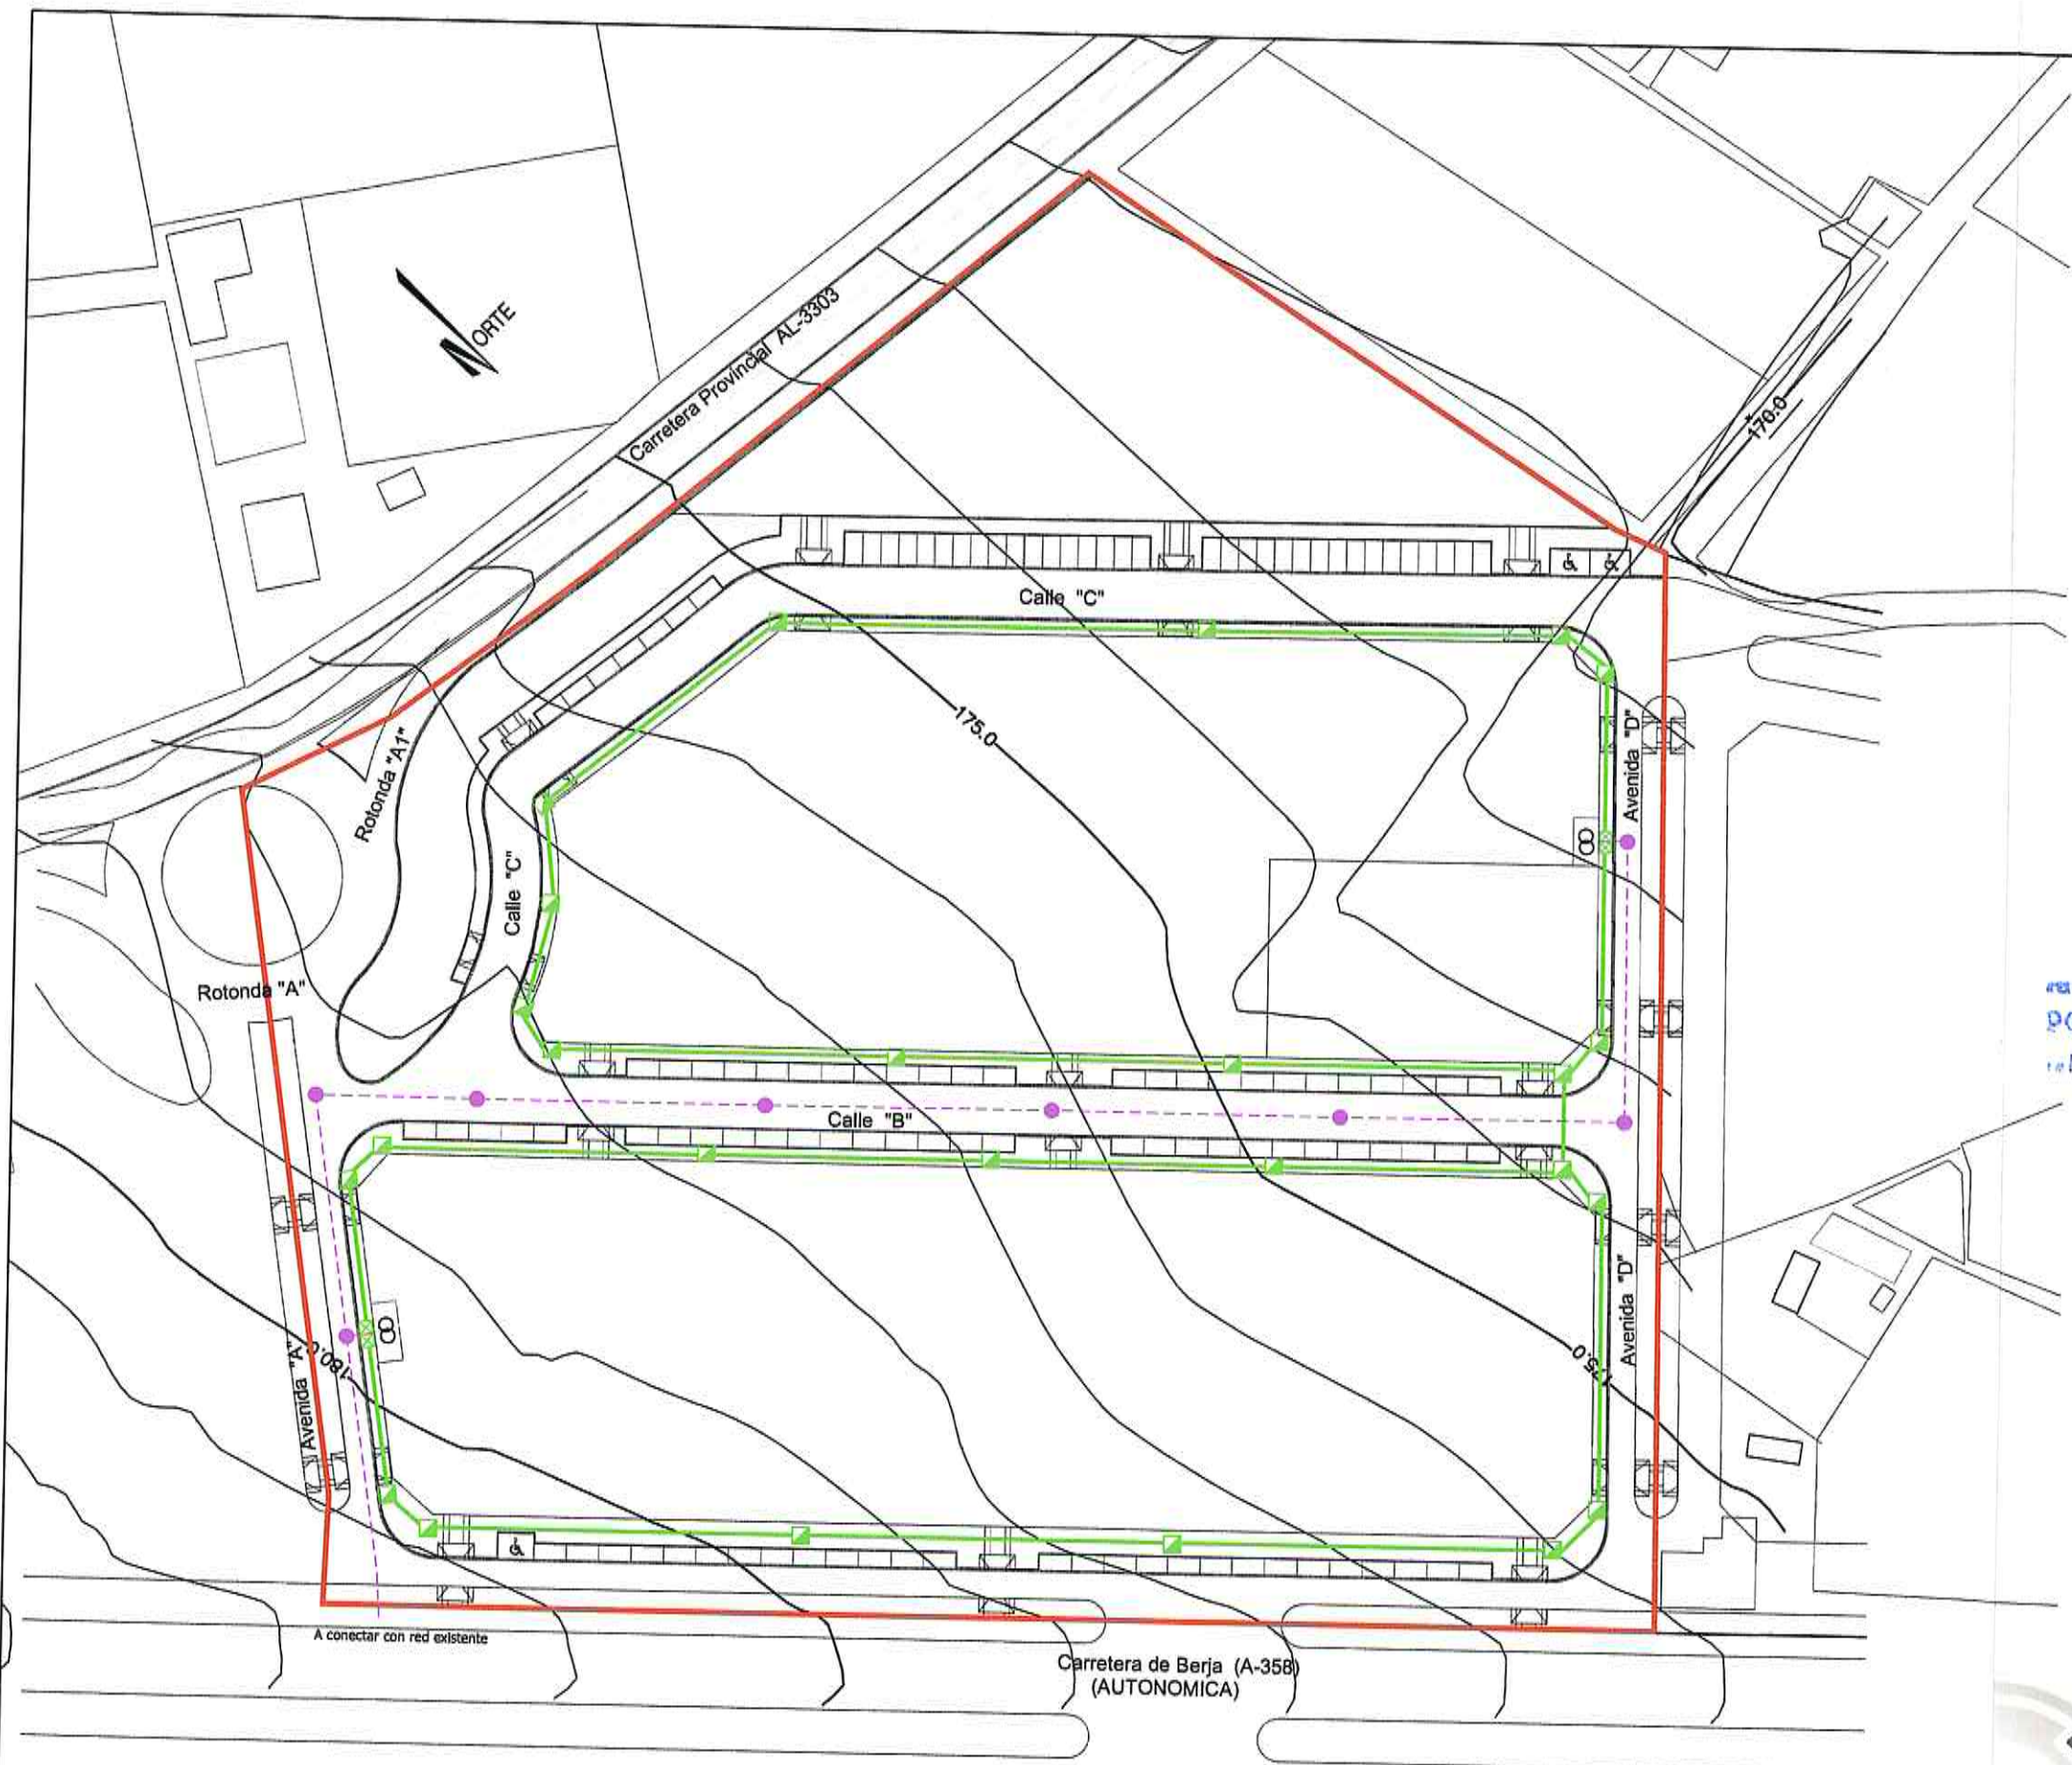 NORTE
Carretera Provincial AL-3303
170.0
Calle "C"
175.0
Avenida "D"
Rotonda "A1"
Calle "C"
Rotonda "A"
Calle "B"
Avenida "D"
175.0
180.0
Avenida "A"
A conectar con red existente
Carretera de Berja (A-358)
(AUTONOMICA)